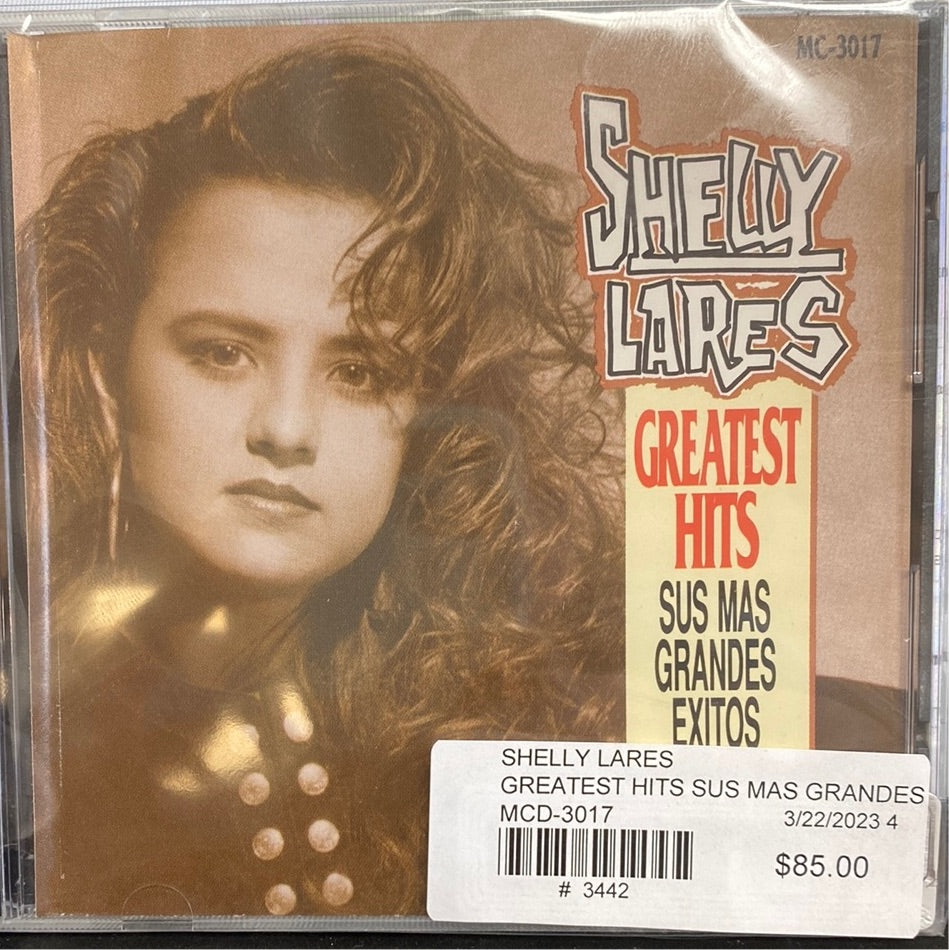 MC-3017
SHELLY
LARES
GREATEST
HITS
SUS MAS
GRANDES
EXITOS
SHELLY LARES
GREATEST HITS SUS MAS GRANDES
MCD-3017
3/22/2023 4
$85.00
# 3442